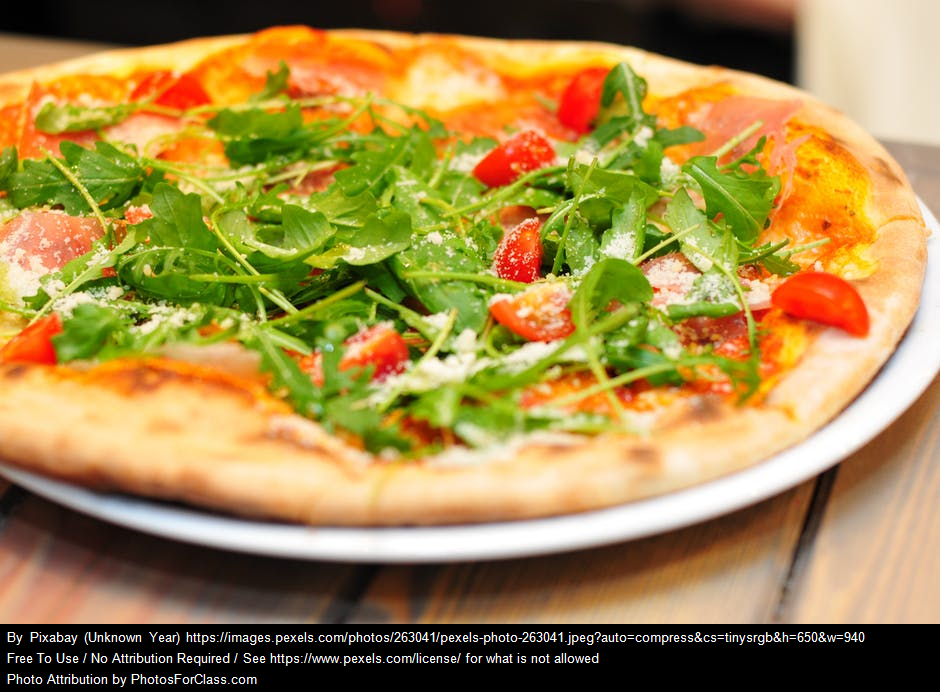 By Pixabay (Unknown Year) https://images.pexels.com/photos/263041/pexels-photo-263041.jpeg?auto=compress&cs=tinysrgb&h=650&w=940
Free To Use / No Attribution Required / See https://www.pexels.com/license/ for what is not allowed
Photo Attribution by PhotosForClass.com